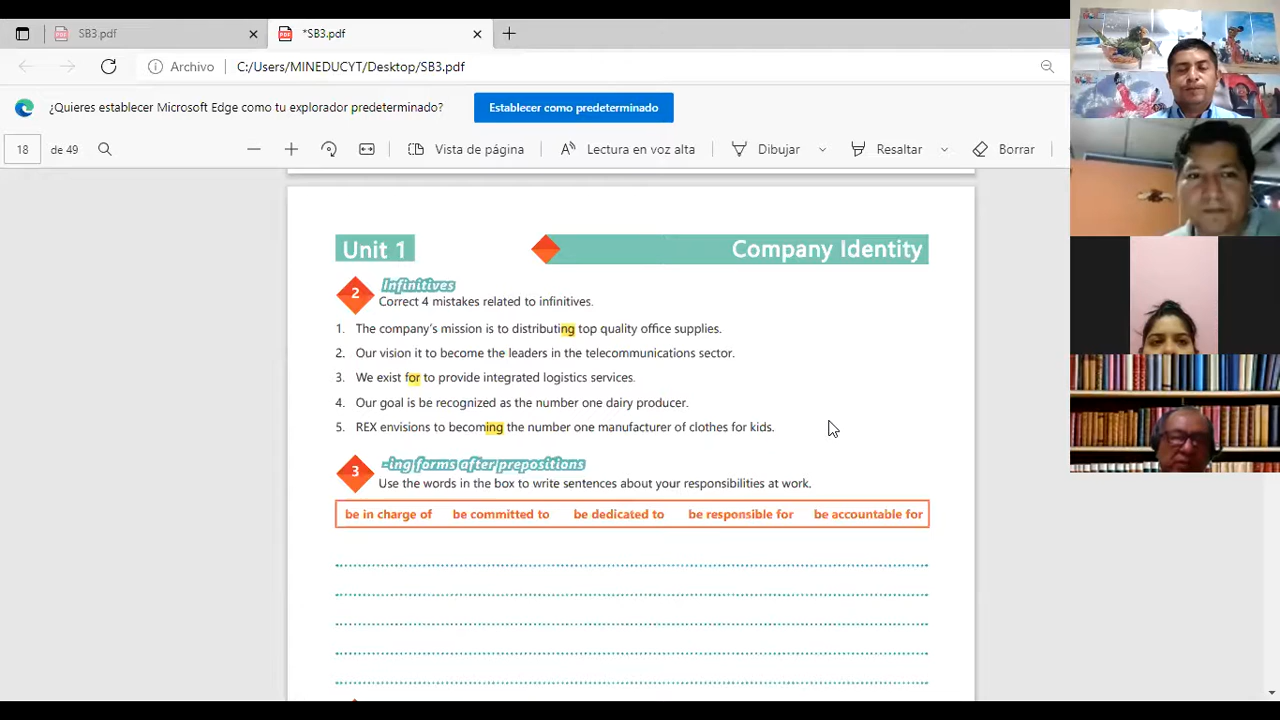 SB3.pdf
*SB3.pdf
Archivo C:/Users/MINEDUCYT/Desktop/SB3.pdf
¿Quieres establecer Microsoft Edge como tu explorador predeterminado? Establecer como predeterminado
18 de 49 Vista de página Lectura en voz alta Dibujar Resaltar Borrar
Unit 1 Company Identity
2 Infinitives
Correct 4 mistakes related to infinitives.
1. The company's mission is to distributing top quality office supplies.
2. Our vision it to become the leaders in the telecommunications sector.
3. We exist for to provide integrated logistics services.
4. Our goal is be recognized as the number one dairy producer.
5. REX envisions to becoming the number one manufacturer of clothes for kids.
3 -ing forms after prepositions
Use the words in the box to write sentences about your responsibilities at work.
be in charge of be committed to be dedicated to be responsible for be accountable for